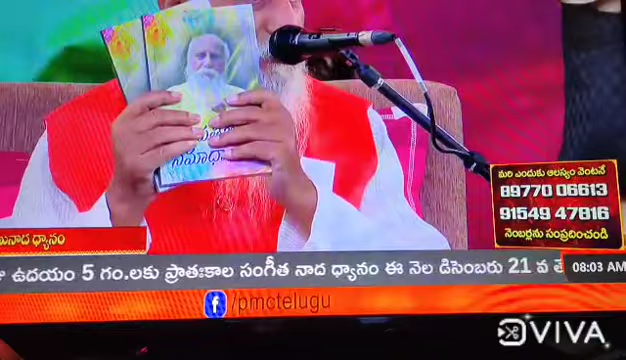 సమాధా
మరి ఎందుకు ఆలస్యం వెంటనే
89770 06613
91549 47816
నెంబర్లను సంప్రదించండి
నాద ధ్యానం
ఉదయం 5 గం.లకు ప్రాతఃకాల సంగీత నాద ధ్యానం ఈ నెల డిసెంబరు 21 వ తే
08:03 AM
f/pmctelugu
VIVA